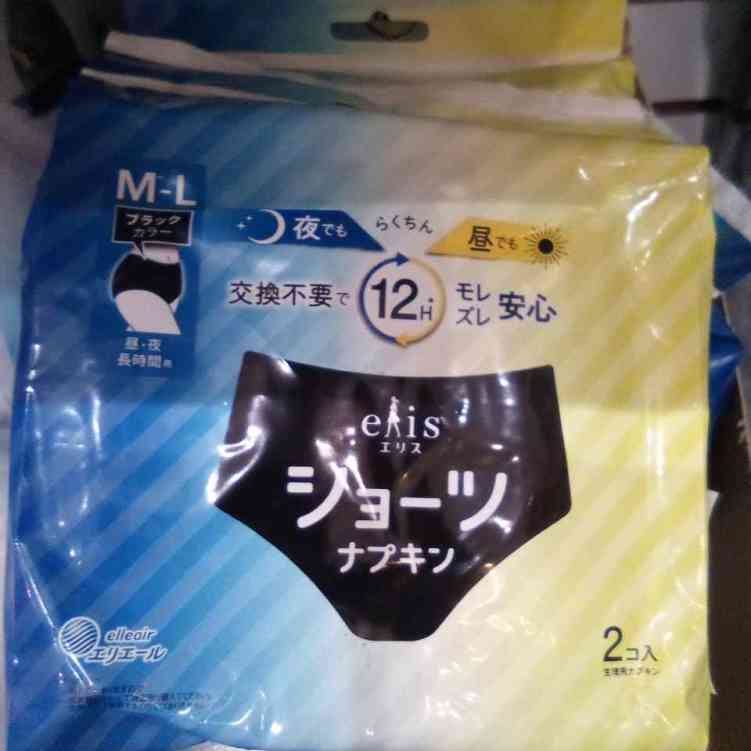 M-L
ブラック
カラー
昼・夜
長時間用
夜でも
らくちん
昼でも
交換不要で
12H
モレ
ズレ
安心
elis
エリス
ショーツ
ナプキン
elleair
エリエール
2コ入
生理用ナプキン